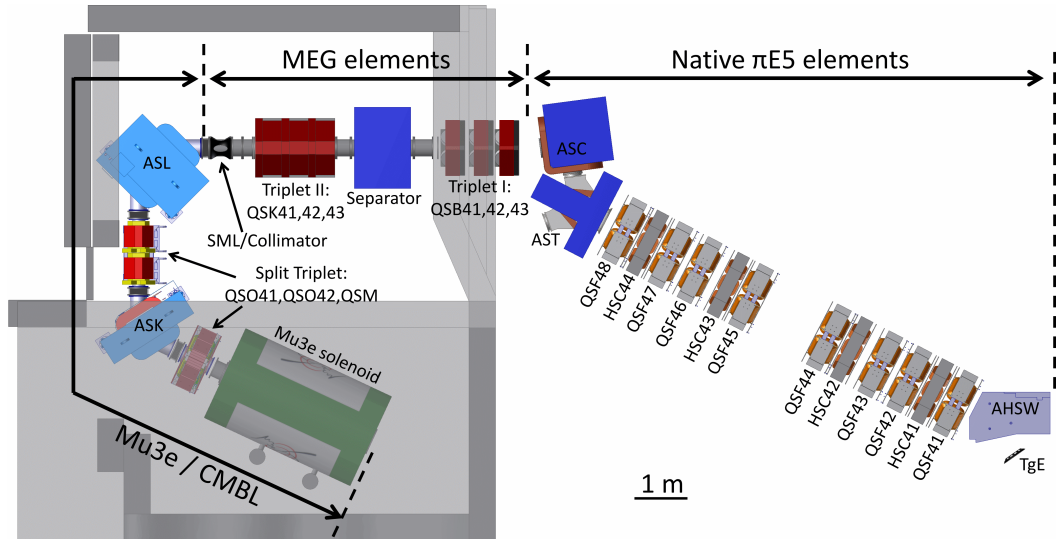 MEG elements
Native πE5 elements
ASL
ASC
Triplet II:
QSK41,42,43
Separator
Triplet I:
QSB41,42,43
AST
SML/Collimator
Split Triplet:
QSO41,QSO42,QSM
ASK
Mu3e solenoid
Mu3e / CMBL
QSF48
HSC44
QSF47
QSF46
HSC43
QSF45
QSF44
HSC42
QSF43
QSF42
HSC41
QSF41
AHSW
TgE
1 m